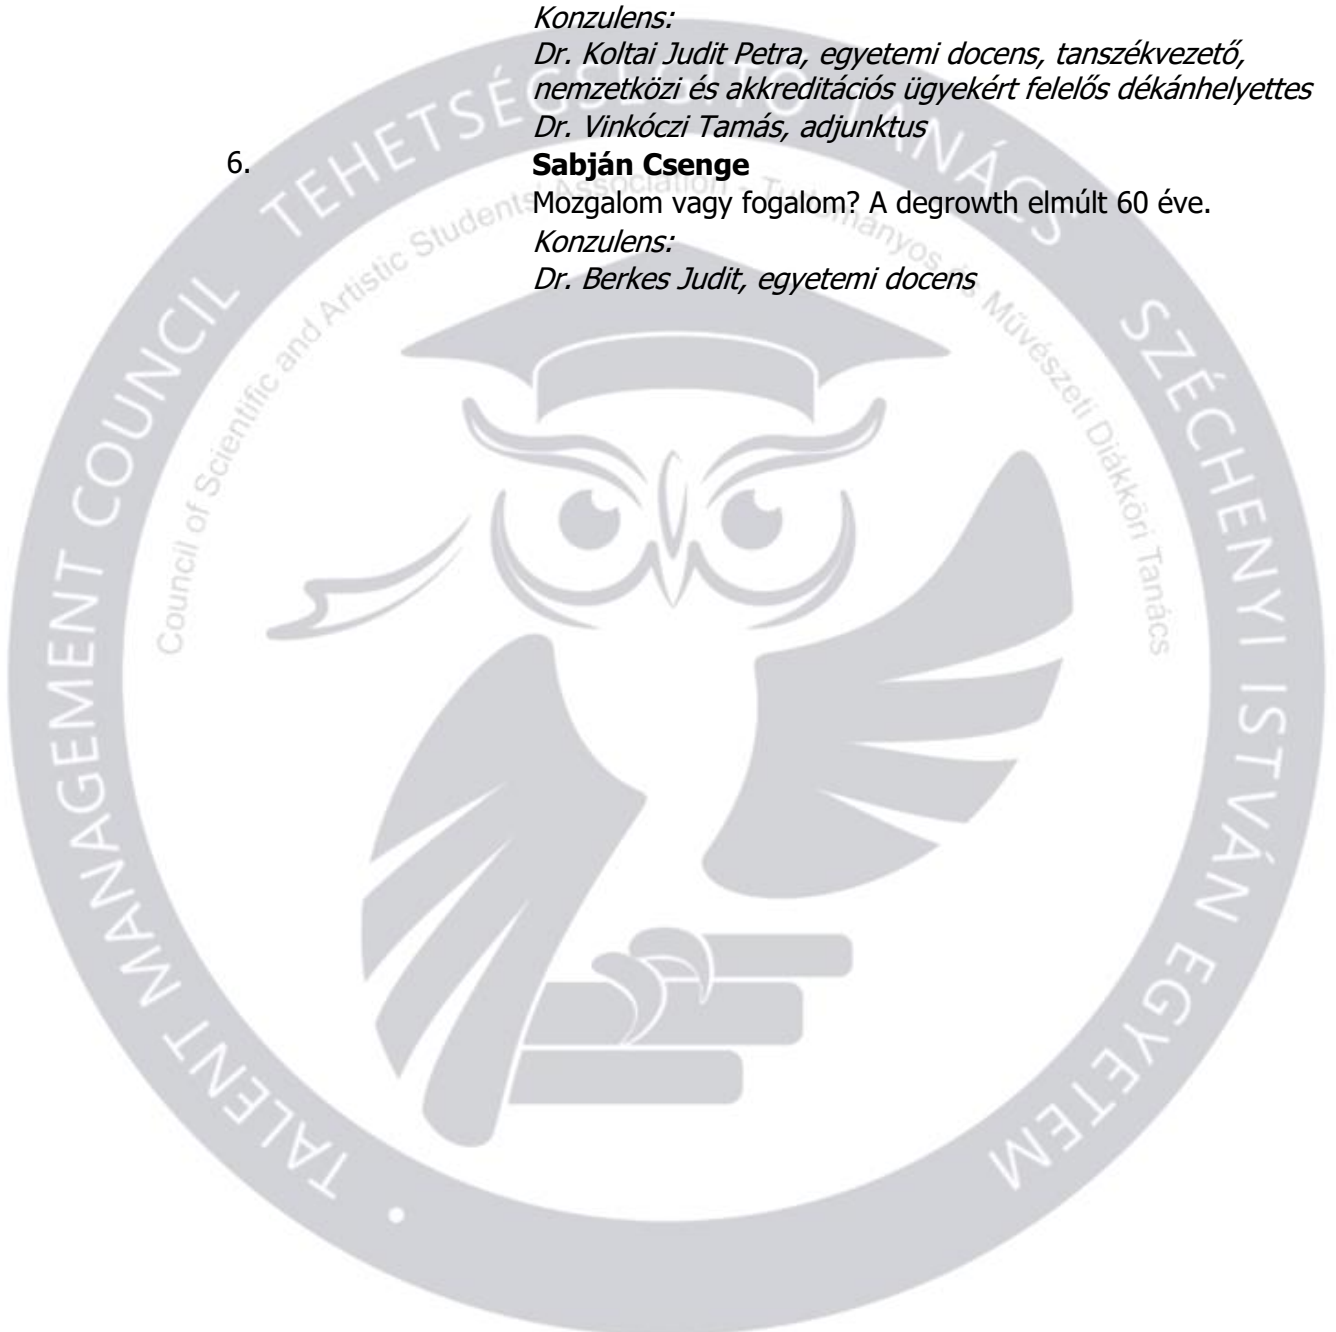 Konzulens:
Dr. Koltai Judit Petra, egyetemi docens, tanszékvezető,
nemzetközi és akkreditációs ügyekért felelős dékánhelyettes
Dr. Vinkóczi Tamás, adjunktus
6. Sabján Csenge
Mozgalom vagy fogalom? A degrowth elmúlt 60 éve.
Konzulens:
Dr. Berkes Judit, egyetemi docens
TEHETSÉGSEGÍTŐ TANÁCS
SZÉCHENYI ISTVÁN EGYETEM
TALENT MANAGEMENT COUNCIL
Council of Scientific and Artistic Students' Association - Tudományos és Művészeti Diákköri Tanács